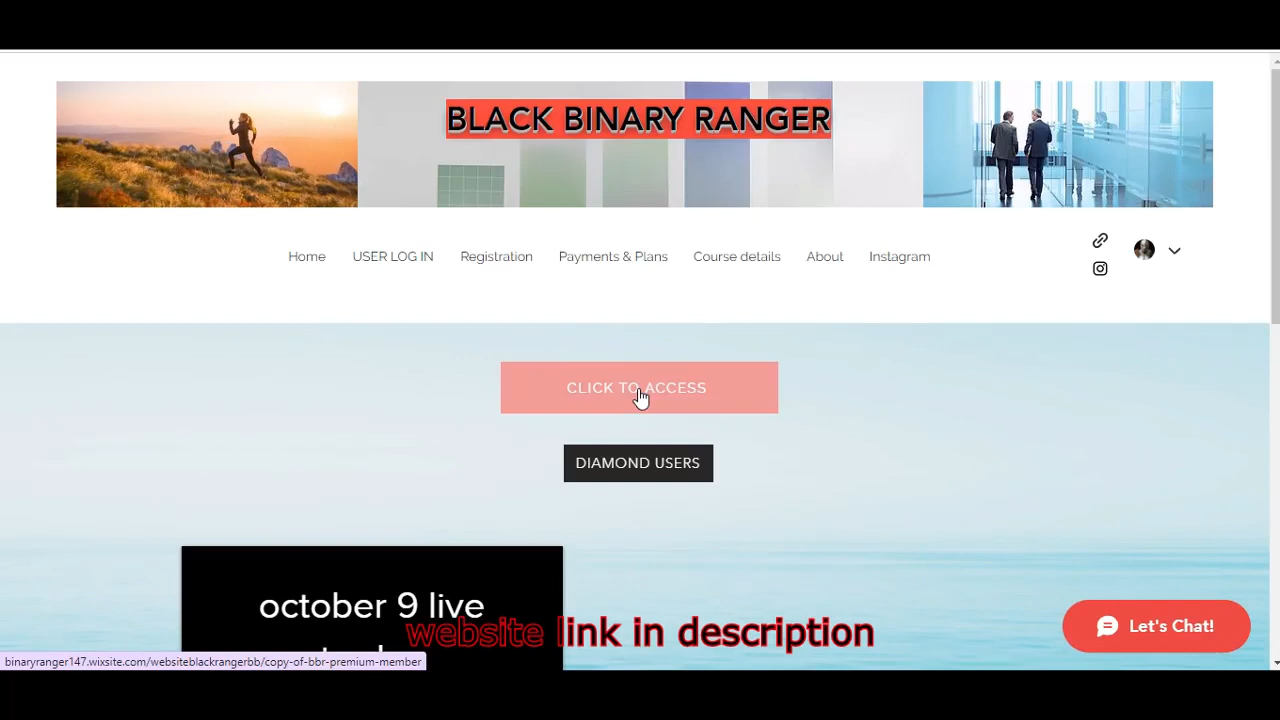 BLACK BINARY RANGER
Home USER LOG IN Registration Payments & Plans Course details About Instagram
CLICK TO ACCESS
DIAMOND USERS
october 9 live
website link in description
Let's Chat!
binaryranger147.wixsite.com/websiteblackrangerbb/copy-of-bbr-premium-member